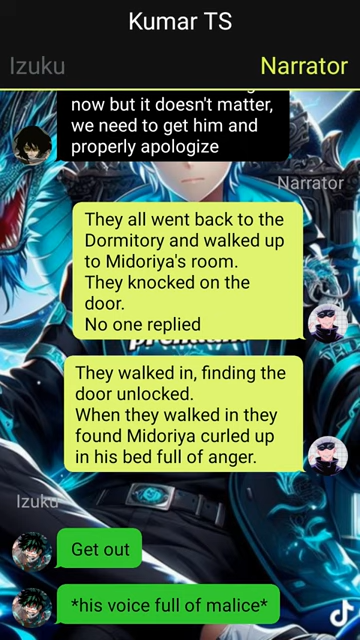 Kumar TS
Izuku
Narrator
now but it doesn't matter,
we need to get him and
properly apologize
Narrator
They all went back to the
Dormitory and walked up
to Midoriya's room.
They knocked on the
door.
No one replied
They walked in, finding the
door unlocked.
When they walked in they
found Midoriya curled up
in his bed full of anger.
Izuku
Get out
*his voice full of malice*